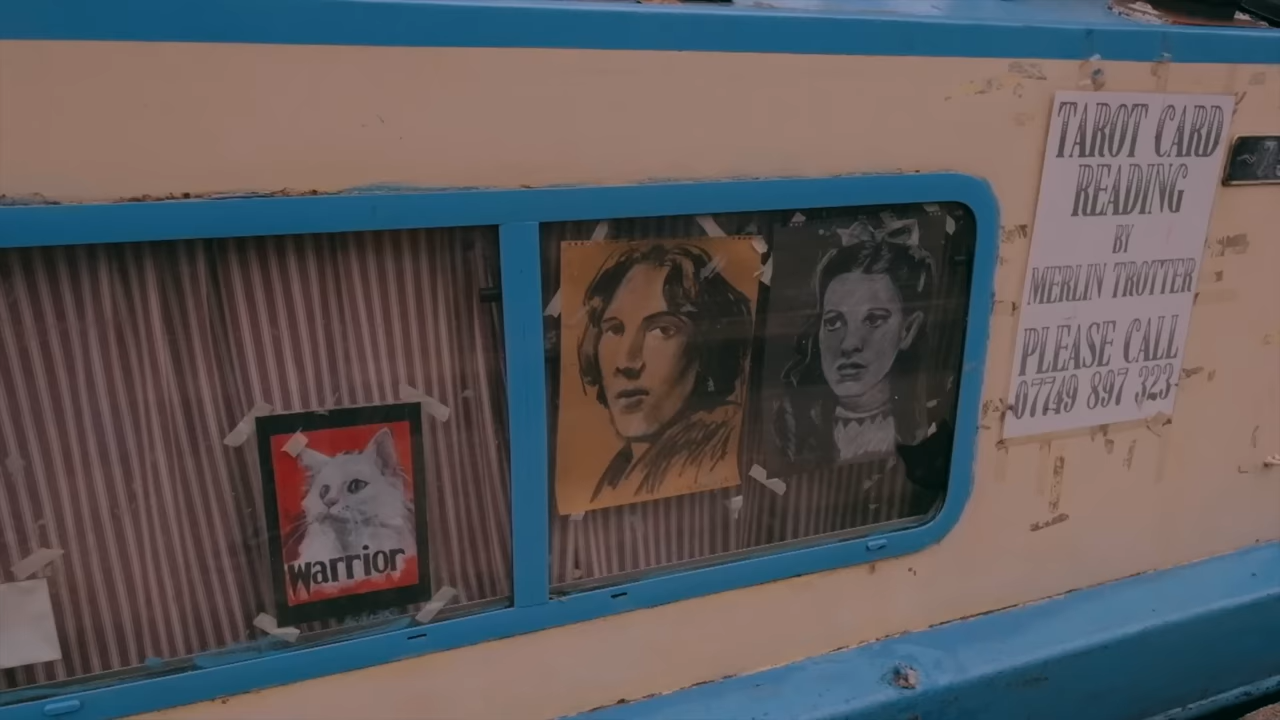 Warrior
TAROT CARD
READING
BY
MERLIN TROTTER
PLEASE CALL
07749 897 323